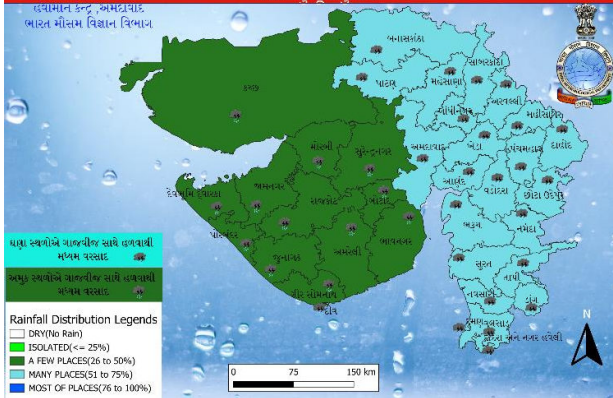 હવામાન કેન્દ્ર ,અમદાવાદ
ભારત મૌસમ વિજ્ઞાન વિભાગ
બનાસકાંઠા
પાટણ
મહેસાણા
સાબરકાંઠા
અરવલ્લી
ગાંધીનગર
મહીસાગર
કચ્છ
મોરબી
સુરેન્દ્રનગર
અમદાવાદ
ખેડા
પંચમહાલ
દાહોદ
આણંદ
વડોદરા
છોટા ઉદેપુર
દેવભૂમિ દ્વારકા
જામનગર
રાજકોટ
બોટાદ
પોરબંદર
જુનાગઢ
અમરેલી
ભાવનગર
ભરૂચ
નર્મદા
ગીર સોમનાથ
દીવ
સુરત
તાપી
નવસારી
ડાંગ
દમણ
વલસાડ
દાદરા અને નગર હવેલી
ઘણા સ્થળોએ ગાજવીજ સાથે હળવાથી
મધ્યમ વરસાદ
અમુક સ્થળોએ ગાજવીજ સાથે હળવાથી
મધ્યમ વરસાદ
Rainfall Distribution Legends
DRY(No Rain)
ISOLATED(<= 25%)
A FEW PLACES(26 to 50%)
MANY PLACES(51 to 75%)
MOST OF PLACES(76 to 100%)
0 75 150 km
N